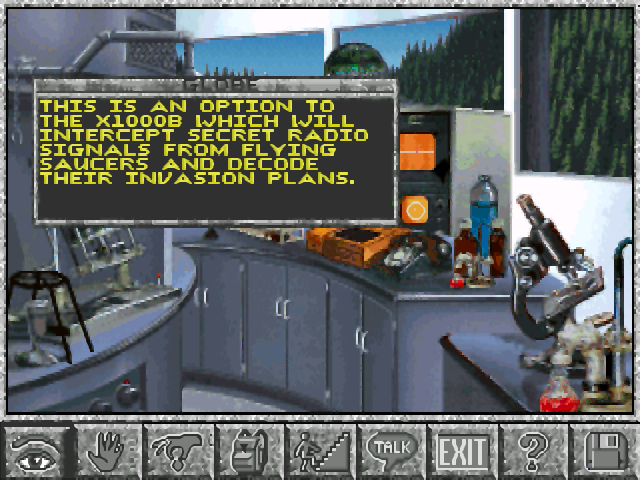 GLOBE
THIS IS AN OPTION TO
THE X1000B WHICH WILL
INTERCEPT SECRET RADIO
SIGNALS FROM FLYING
SAUCERS AND DECODE
THEIR INVASION PLANS.
TALK
EXIT
?